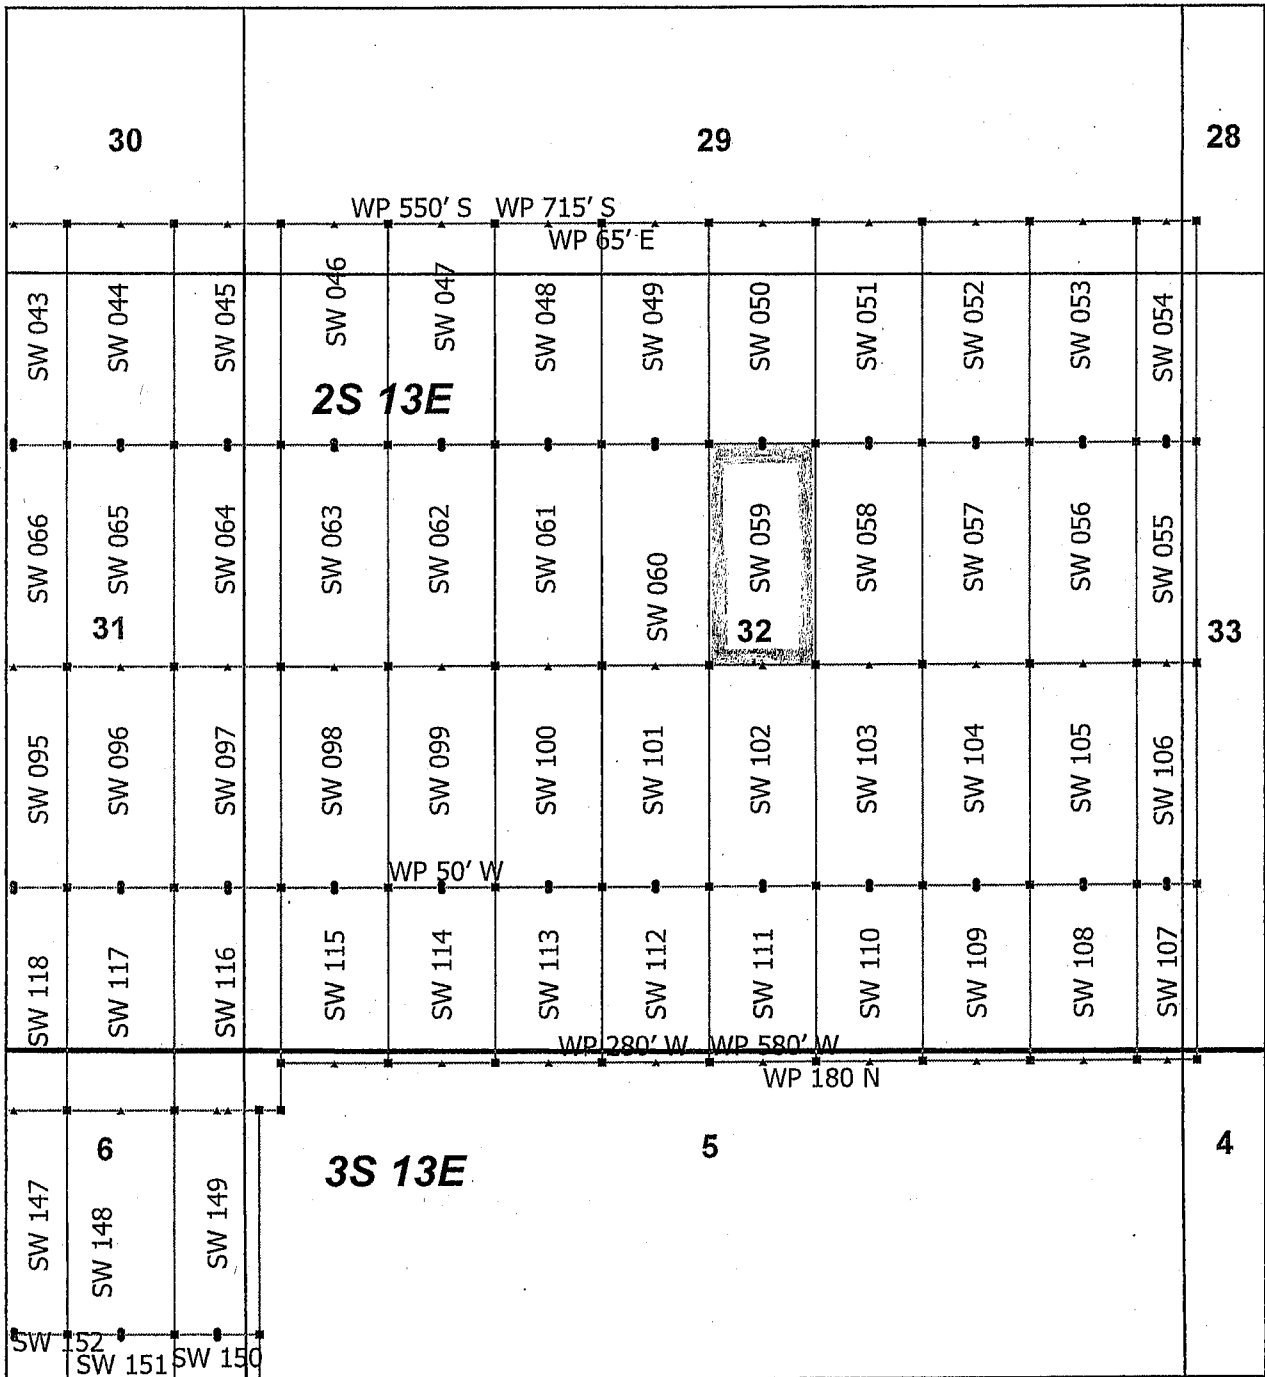 30
29
28
WP 550' S
WP 715' S
WP 65' E
SW 043
SW 044
SW 045
SW 046
SW 047
SW 048
SW 049
SW 050
SW 051
SW 052
SW 053
SW 054
2S 13E
SW 066
SW 065
SW 064
SW 063
SW 062
SW 061
SW 060
SW 059
SW 058
SW 057
SW 056
SW 055
31
32
33
SW 095
SW 096
SW 097
SW 098
SW 099
SW 100
SW 101
SW 102
SW 103
SW 104
SW 105
SW 106
WP 50' W
SW 118
SW 117
SW 116
SW 115
SW 114
SW 113
SW 112
SW 111
SW 110
SW 109
SW 108
SW 107
WP 280' W
WP 580' W
WP 180 N
6
5
4
3S 13E
SW 147
SW 148
SW 149
SW 152
SW 151
SW 150